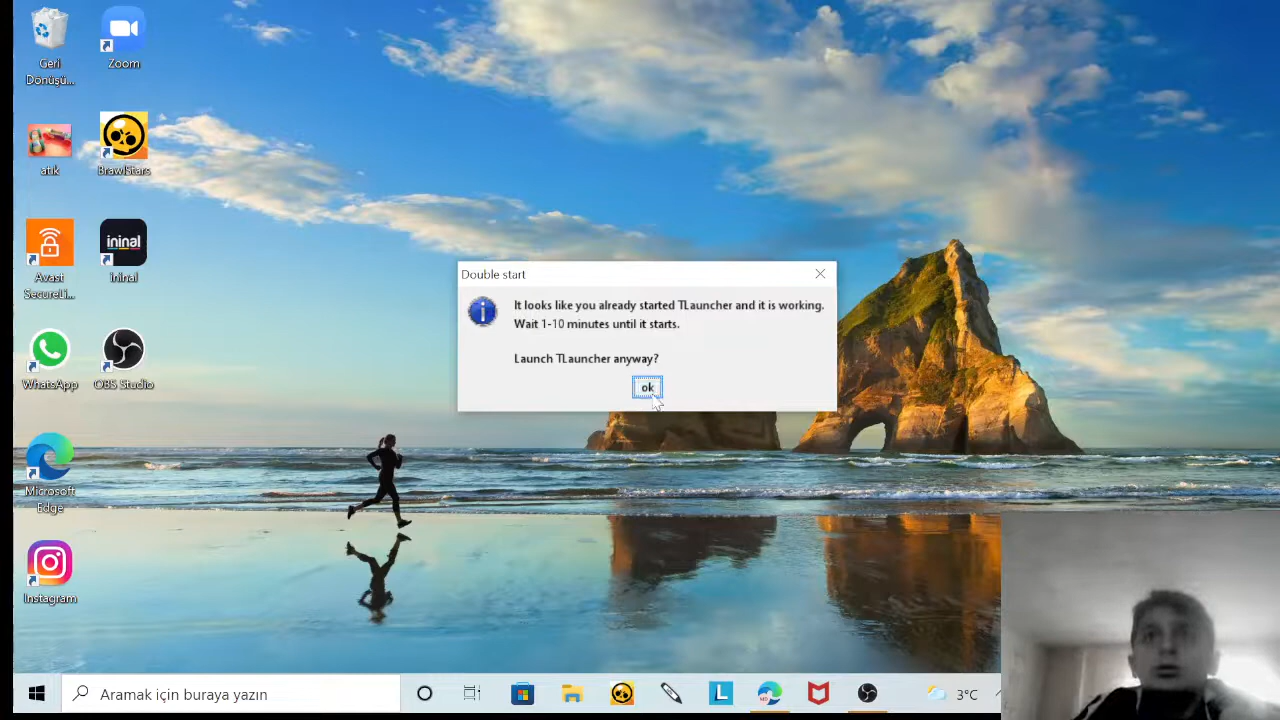 Geri
Dönüşü...
Zoom
atık
BrawlStars
Avast
SecureLi...
ininal
ininal
WhatsApp
OBS Studio
Microsoft
Edge
Instagram
Double start
It looks like you already started TLauncher and it is working.
Wait 1-10 minutes until it starts.
Launch TLauncher anyway?
ok
Aramak için buraya yazın
L
3°C